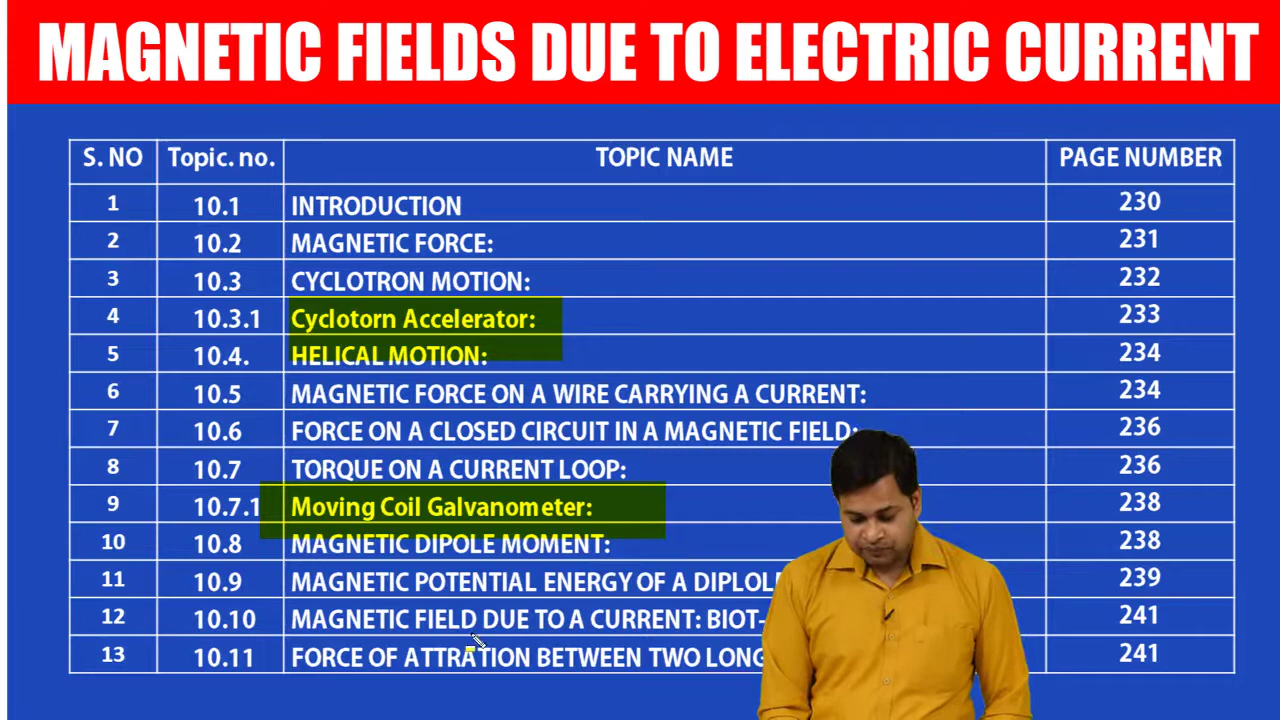 MAGNETIC FIELDS DUE TO ELECTRIC CURRENT
S. NO Topic. no. TOPIC NAME PAGE NUMBER
1 10.1 INTRODUCTION 230
2 10.2 MAGNETIC FORCE: 231
3 10.3 CYCLOTRON MOTION: 232
4 10.3.1 Cyclotorn Accelerator: 233
5 10.4. HELICAL MOTION: 234
6 10.5 MAGNETIC FORCE ON A WIRE CARRYING A CURRENT: 234
7 10.6 FORCE ON A CLOSED CIRCUIT IN A MAGNETIC FIELD: 236
8 10.7 TORQUE ON A CURRENT LOOP: 236
9 10.7.1 Moving Coil Galvanometer: 238
10 10.8 MAGNETIC DIPOLE MOMENT: 238
11 10.9 MAGNETIC POTENTIAL ENERGY OF A 239
12 10.10 MAGNETIC FIELD DUE TO A CURRENT: BIOT- 241
13 10.11 FORCE OF ATTRATION BETWEEN TWO LONG 241